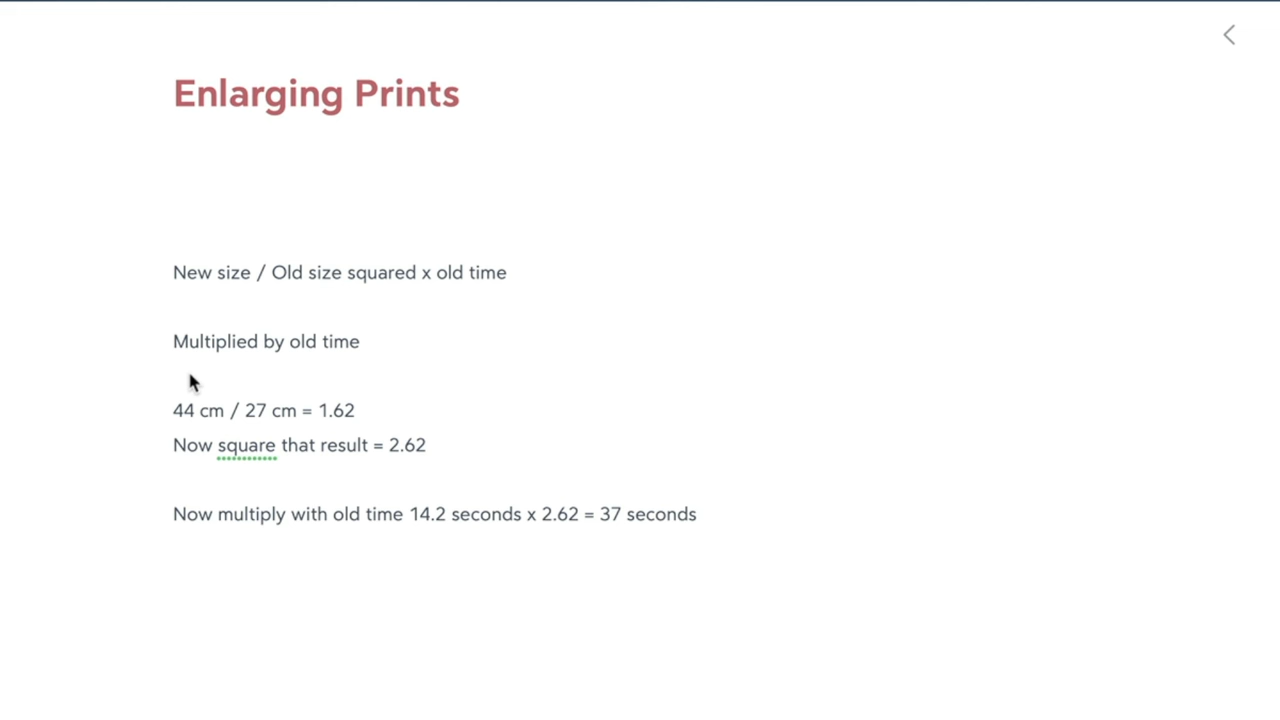 Enlarging Prints
New size / Old size squared x old time
Multiplied by old time
44 cm / 27 cm = 1.62
Now square that result = 2.62
Now multiply with old time 14.2 seconds x 2.62 = 37 seconds